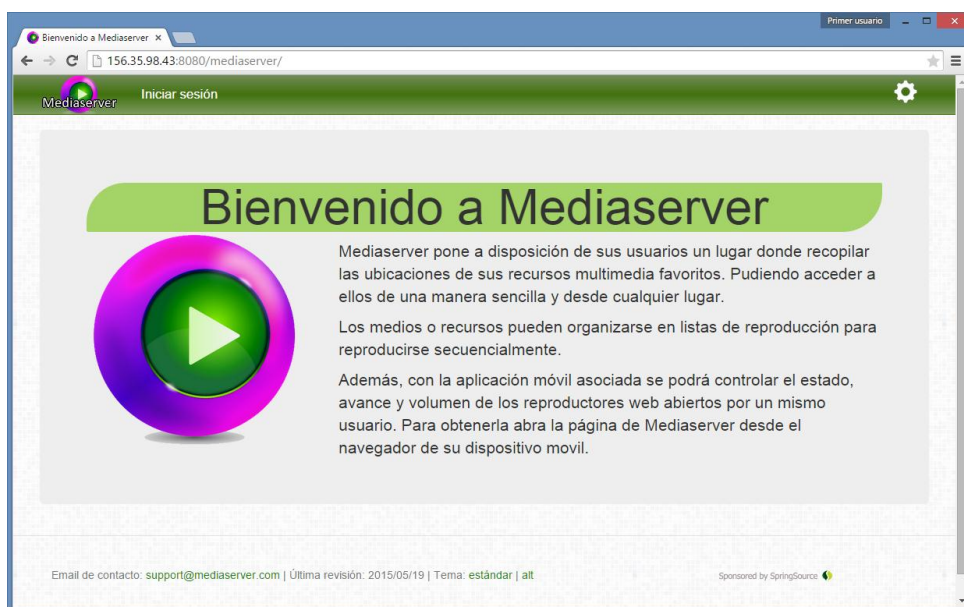 Primer usuario
Bienvenido a Mediaserver
156.35.98.43:8080/mediaserver/
Mediaserver
Iniciar sesión
Bienvenido a Mediaserver
Mediaserver pone a disposición de sus usuarios un lugar donde recopilar
las ubicaciones de sus recursos multimedia favoritos. Pudiendo acceder a
ellos de una manera sencilla y desde cualquier lugar.
Los medios o recursos pueden organizarse en listas de reproducción para
reproducirse secuencialmente.
Además, con la aplicación móvil asociada se podrá controlar el estado,
avance y volumen de los reproductores web abiertos por un mismo
usuario. Para obtenerla abra la página de Mediaserver desde el
navegador de su dispositivo movil.
Email de contacto: support@mediaserver.com | Última revisión: 2015/05/19 | Tema: estándar | alt
Sponsored by SpringSource